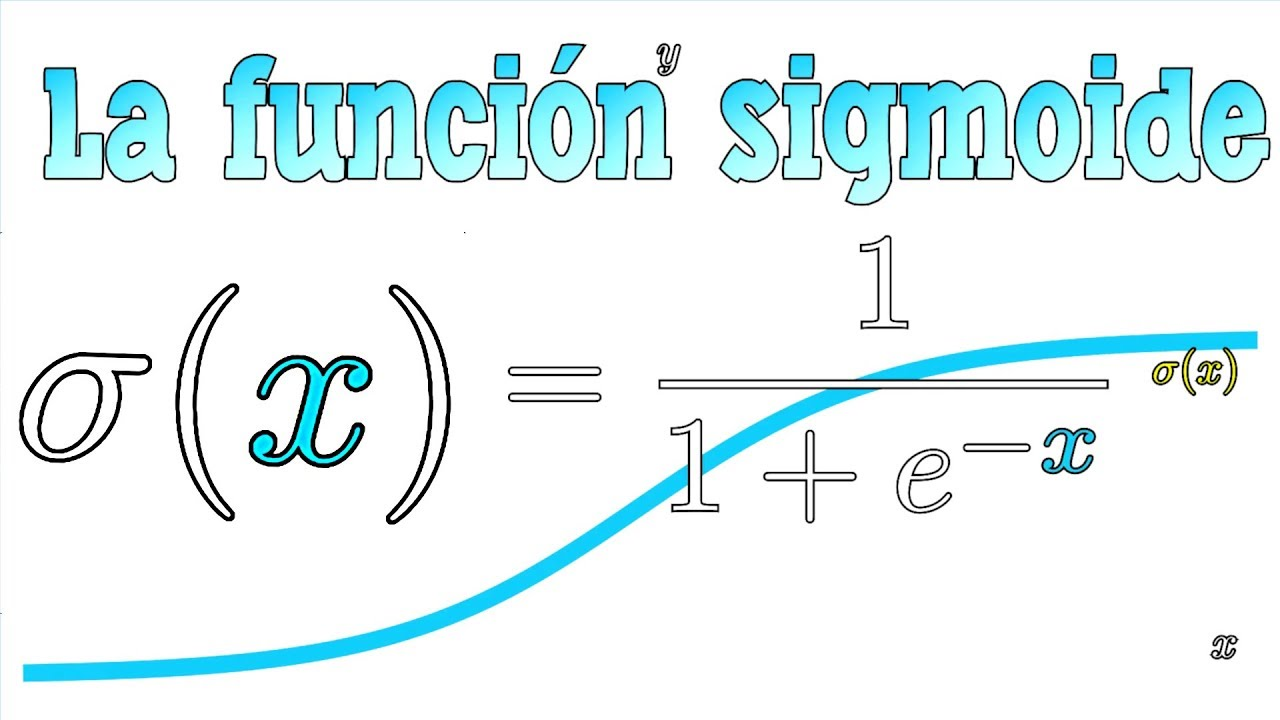 La función sigmoide
y
σ(x) = 1 / (1 + e^{-x})
σ(x)
x